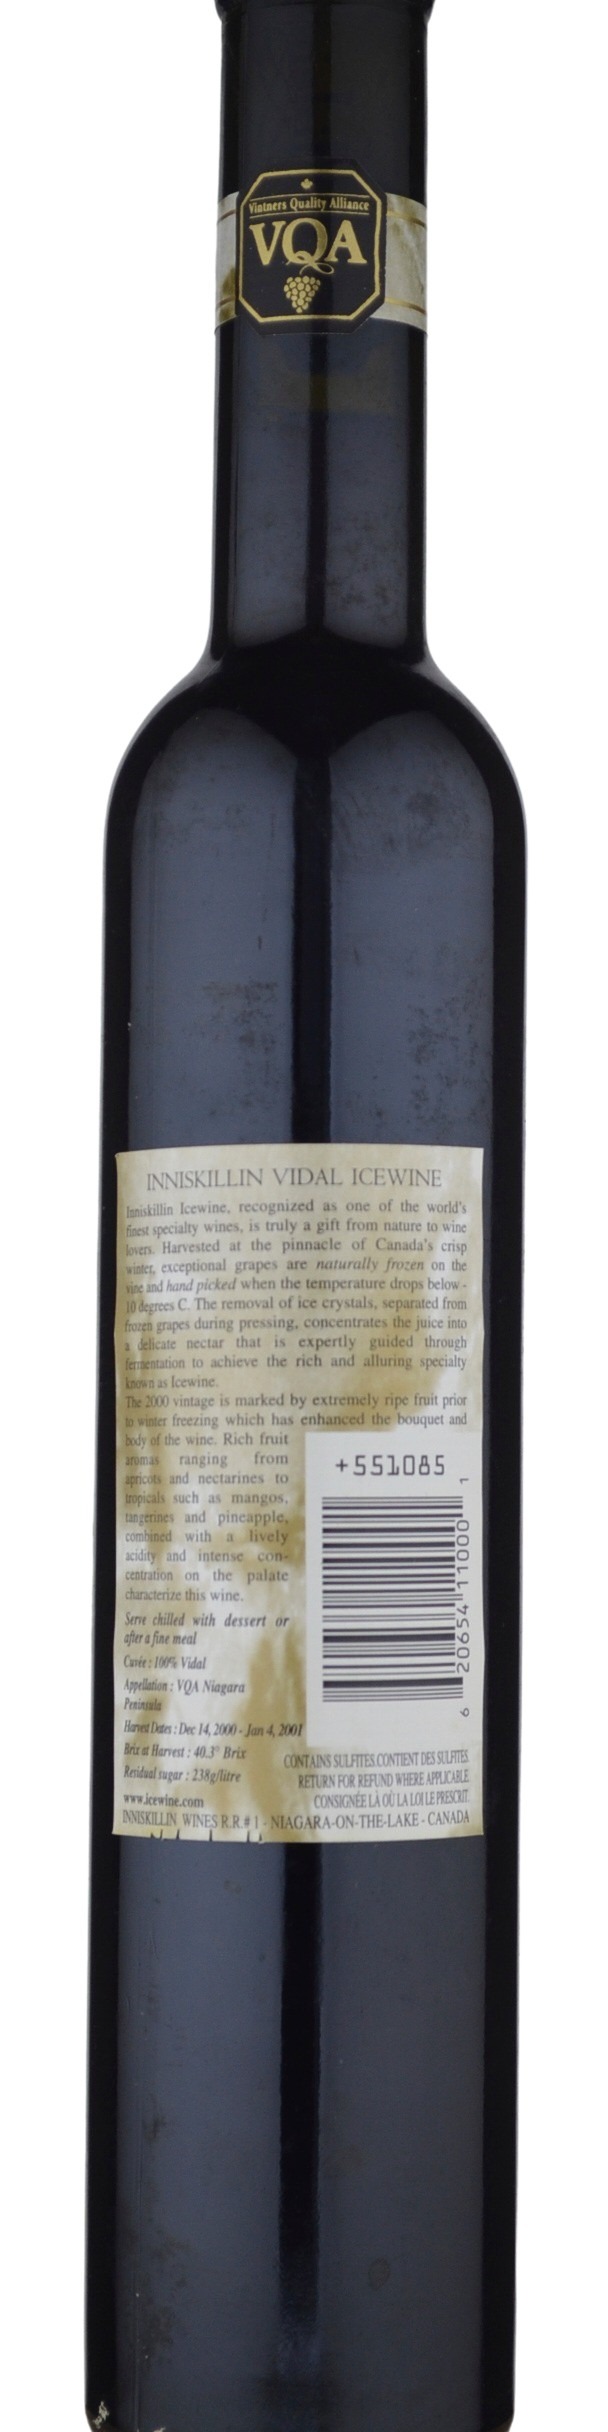 Vintners Quality Alliance
VQA
INNISKILLIN VIDAL ICEWINE
Inniskillin Icewine, recognized as one of the world's
finest specialty wines, is truly a gift from nature to wine
lovers. Harvested at the pinnacle of Canada's crisp
winter, exceptional grapes are naturally frozen on the
vine and hand picked when the temperature drops below -
10 degrees C. The removal of ice crystals, separated from
frozen grapes during pressing, concentrates the juice into
a delicate nectar that is expertly guided through
fermentation to achieve the rich and alluring specialty
known as Icewine.
The 2000 vintage is marked by extremely ripe fruit prior
to winter freezing which has enhanced the bouquet and
body of the wine. Rich fruit
aromas ranging from
apricots and nectarines to
tropicals such as mangos,
tangerines and pineapple,
combined with a lively
acidity and intense con-
centration on the palate
characterize this wine.
Serve chilled with dessert or
after a fine meal
Cuvée : 100% Vidal
Appellation : VQA Niagara
Peninsula
Harvest Dates : Dec 14, 2000 - Jan 4, 2001
Brix at Harvest : 40.3° Brix
Residual sugar : 238g/litre
www.icewine.com
+551085
6 20654 11000 1
CONTAINS SULFITES.CONTIENT DES SULFITES.
RETURN FOR REFUND WHERE APPLICABLE
CONSIGNÉE LÀ OÙ LA LOI LE PRESCRIT.
INNISKILLIN WINES R.R.# 1 - NIAGARA-ON-THE-LAKE - CANADA